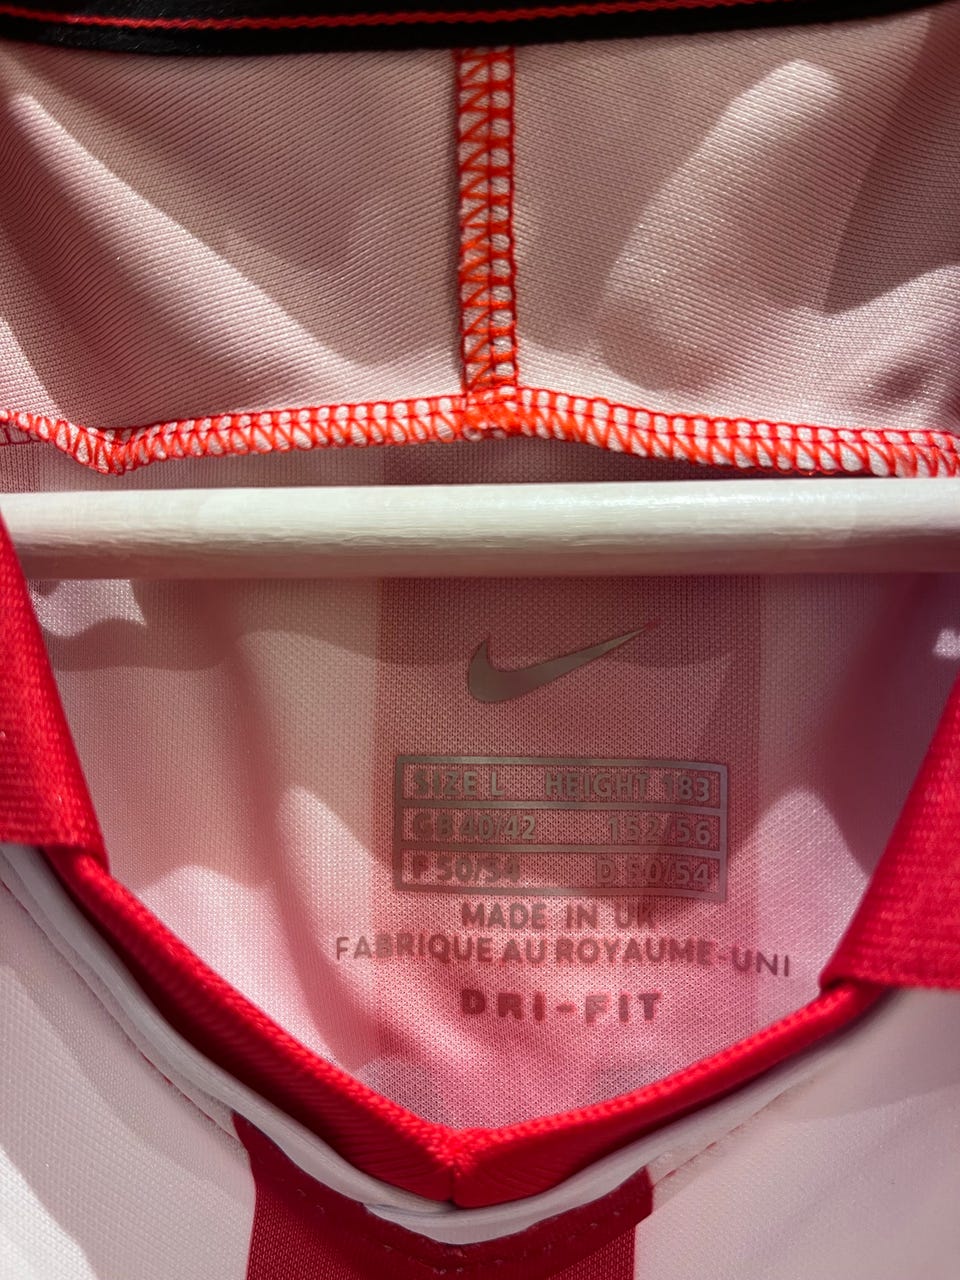 SIZE L HEIGHT 183
GB 40/42 152/56
F 50/54 D 50/54
MADE IN UK
FABRIQUE AU ROYAUME-UNI
DRI-FIT